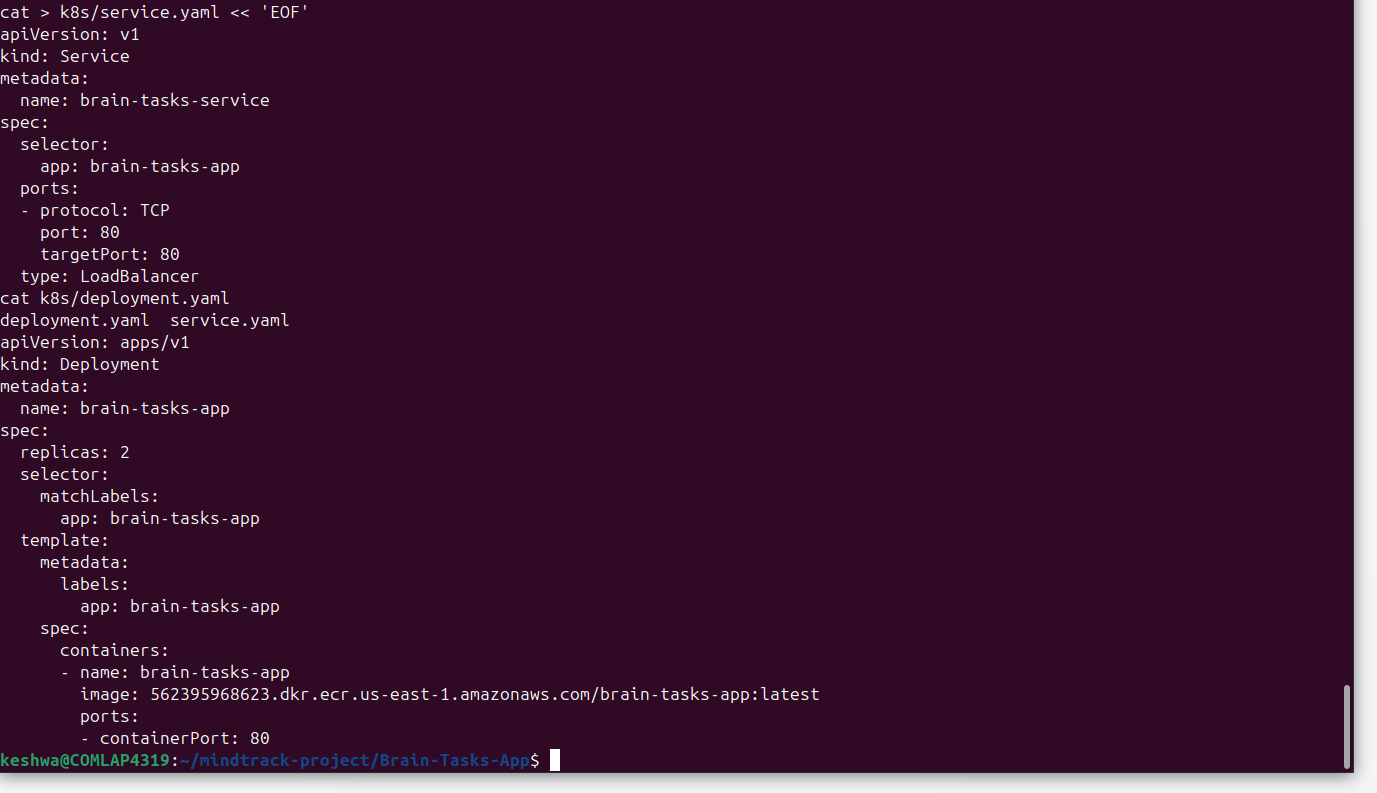 cat > k8s/service.yaml << 'EOF'
apiVersion: v1
kind: Service
metadata:
  name: brain-tasks-service
spec:
  selector:
    app: brain-tasks-app
  ports:
  - protocol: TCP
    port: 80
    targetPort: 80
  type: LoadBalancer
cat k8s/deployment.yaml
deployment.yaml  service.yaml
apiVersion: apps/v1
kind: Deployment
metadata:
  name: brain-tasks-app
spec:
  replicas: 2
  selector:
    matchLabels:
      app: brain-tasks-app
  template:
    metadata:
      labels:
        app: brain-tasks-app
    spec:
      containers:
      - name: brain-tasks-app
        image: 562395968623.dkr.ecr.us-east-1.amazonaws.com/brain-tasks-app:latest
        ports:
        - containerPort: 80
keshwa@COMLAP4319:~/mindtrack-project/Brain-Tasks-App$